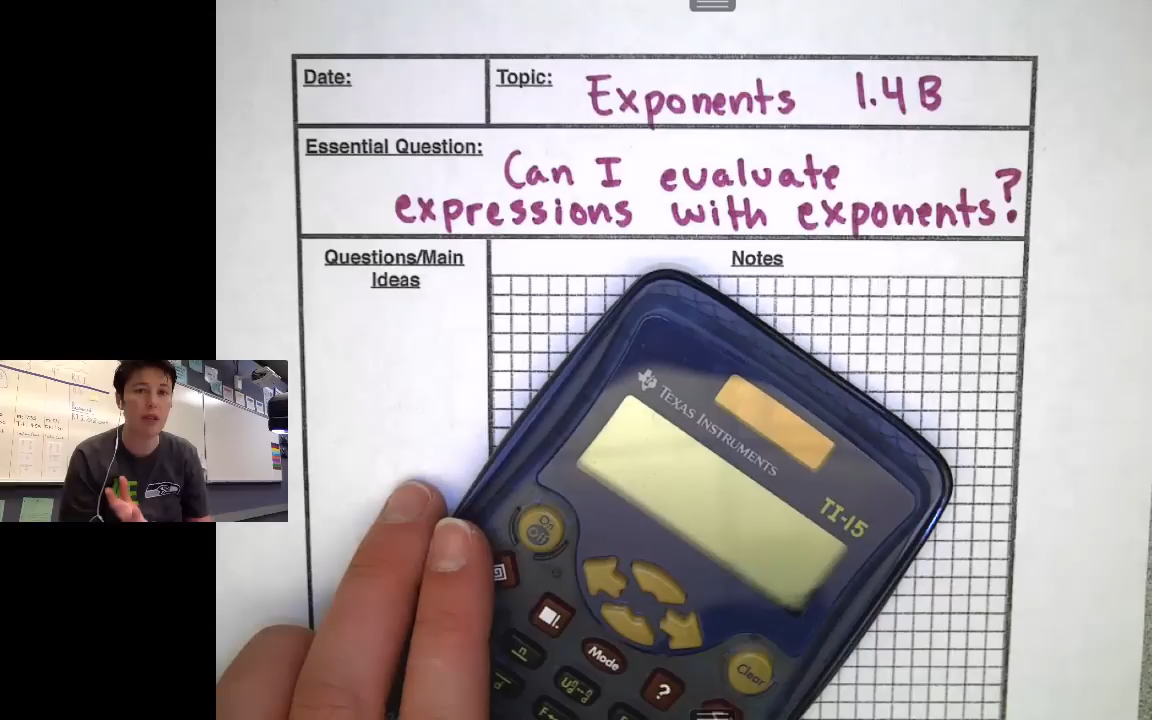 Date:
Topic: Exponents 1.4 B
Essential Question: Can I evaluate
expressions with exponents?
Questions/Main
Ideas
Notes
TEXAS INSTRUMENTS
TI-15
On
Off
Mode
Clear
n
d
?